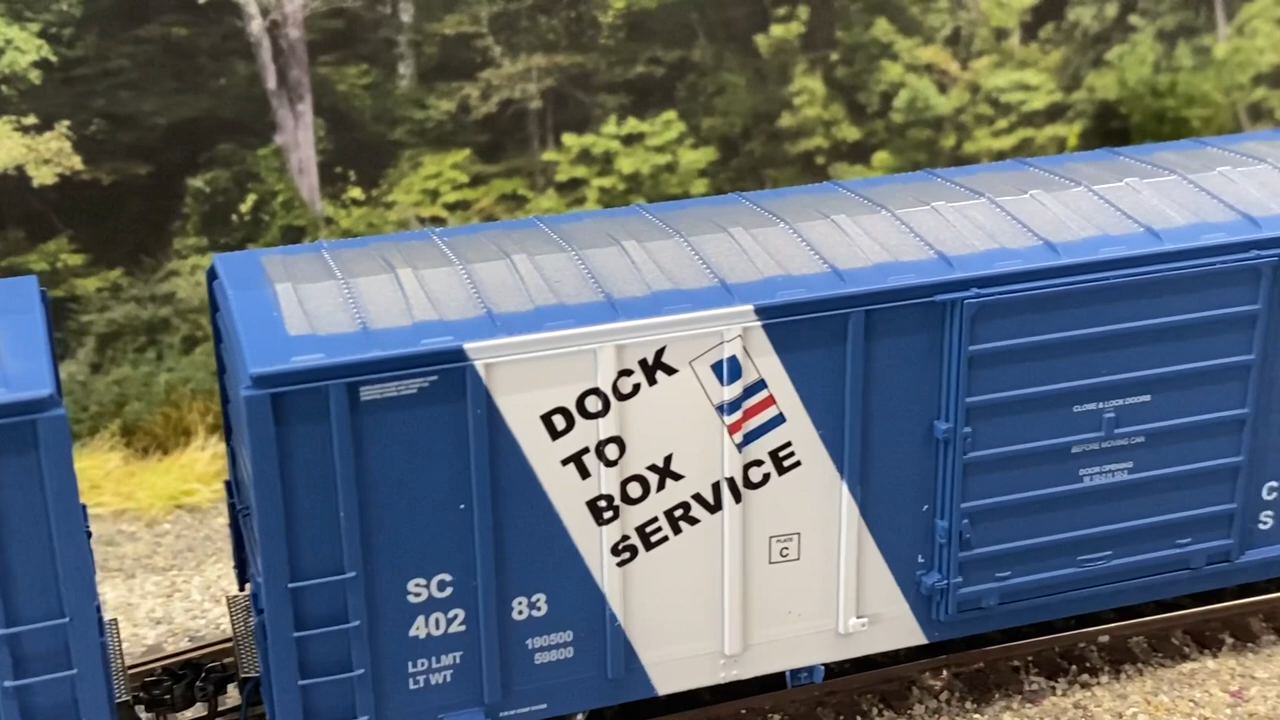 DOCK
TO
BOX
SERVICE
PLATE
C
SC
402 83
190500
59800
LD LMT
LT WT
CLOSE & LOCK DOORS
BEFORE MOVING CAR
DOOR OPENING
C
S